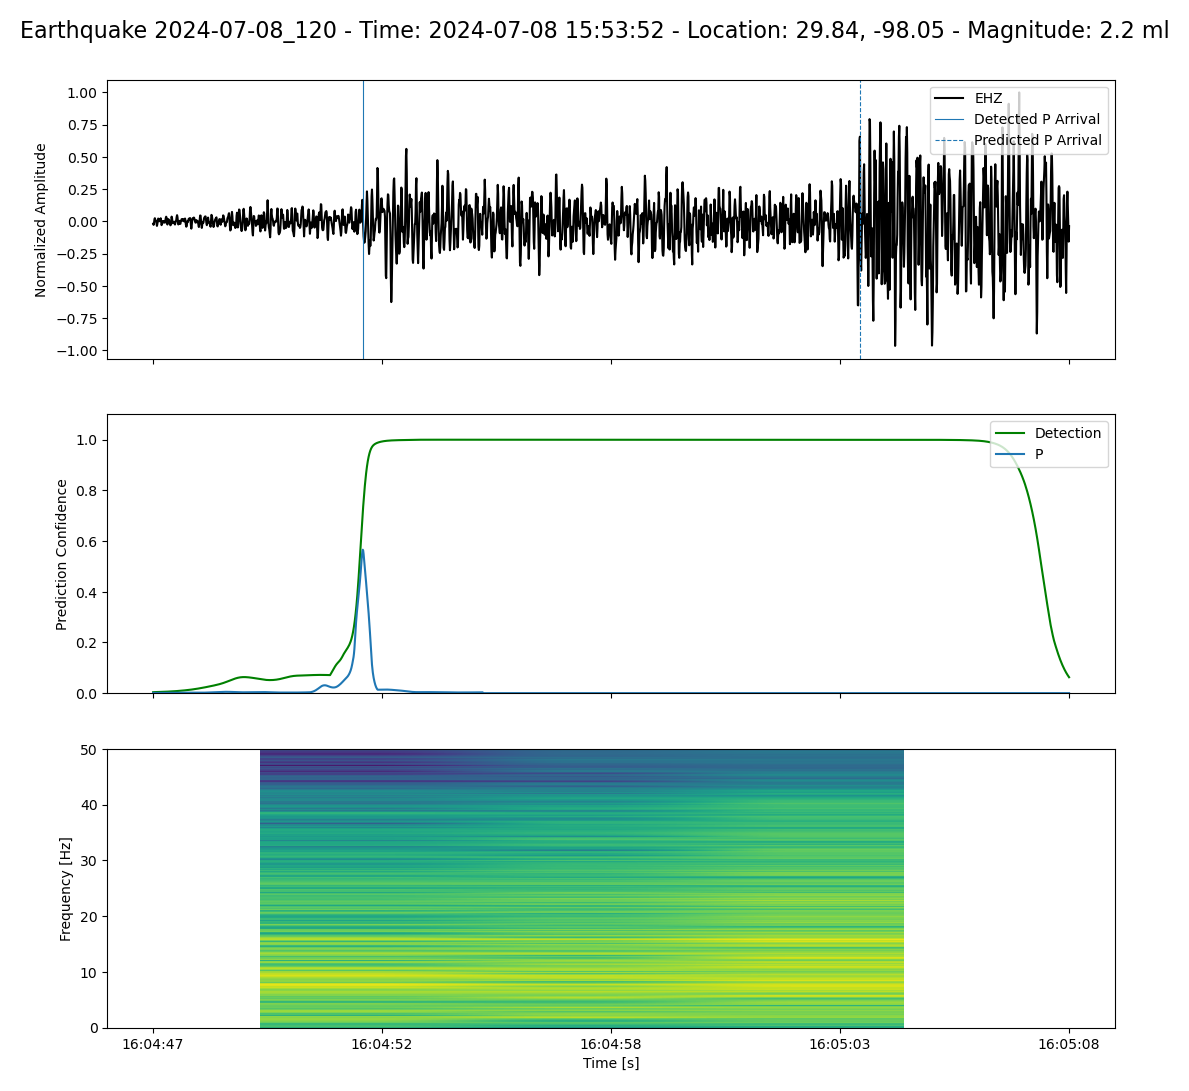 Earthquake 2024-07-08_120 - Time: 2024-07-08 15:53:52 - Location: 29.84, -98.05 - Magnitude: 2.2 ml
EHZ
Detected P Arrival
Predicted P Arrival
1.00
0.75
0.50
0.25
0.00
−0.25
−0.50
−0.75
−1.00
Normalized Amplitude
Detection
P
1.0
0.8
0.6
0.4
0.2
0.0
Prediction Confidence
50
40
30
20
10
0
Frequency [Hz]
16:04:47 16:04:52 16:04:58 16:05:03 16:05:08
Time [s]